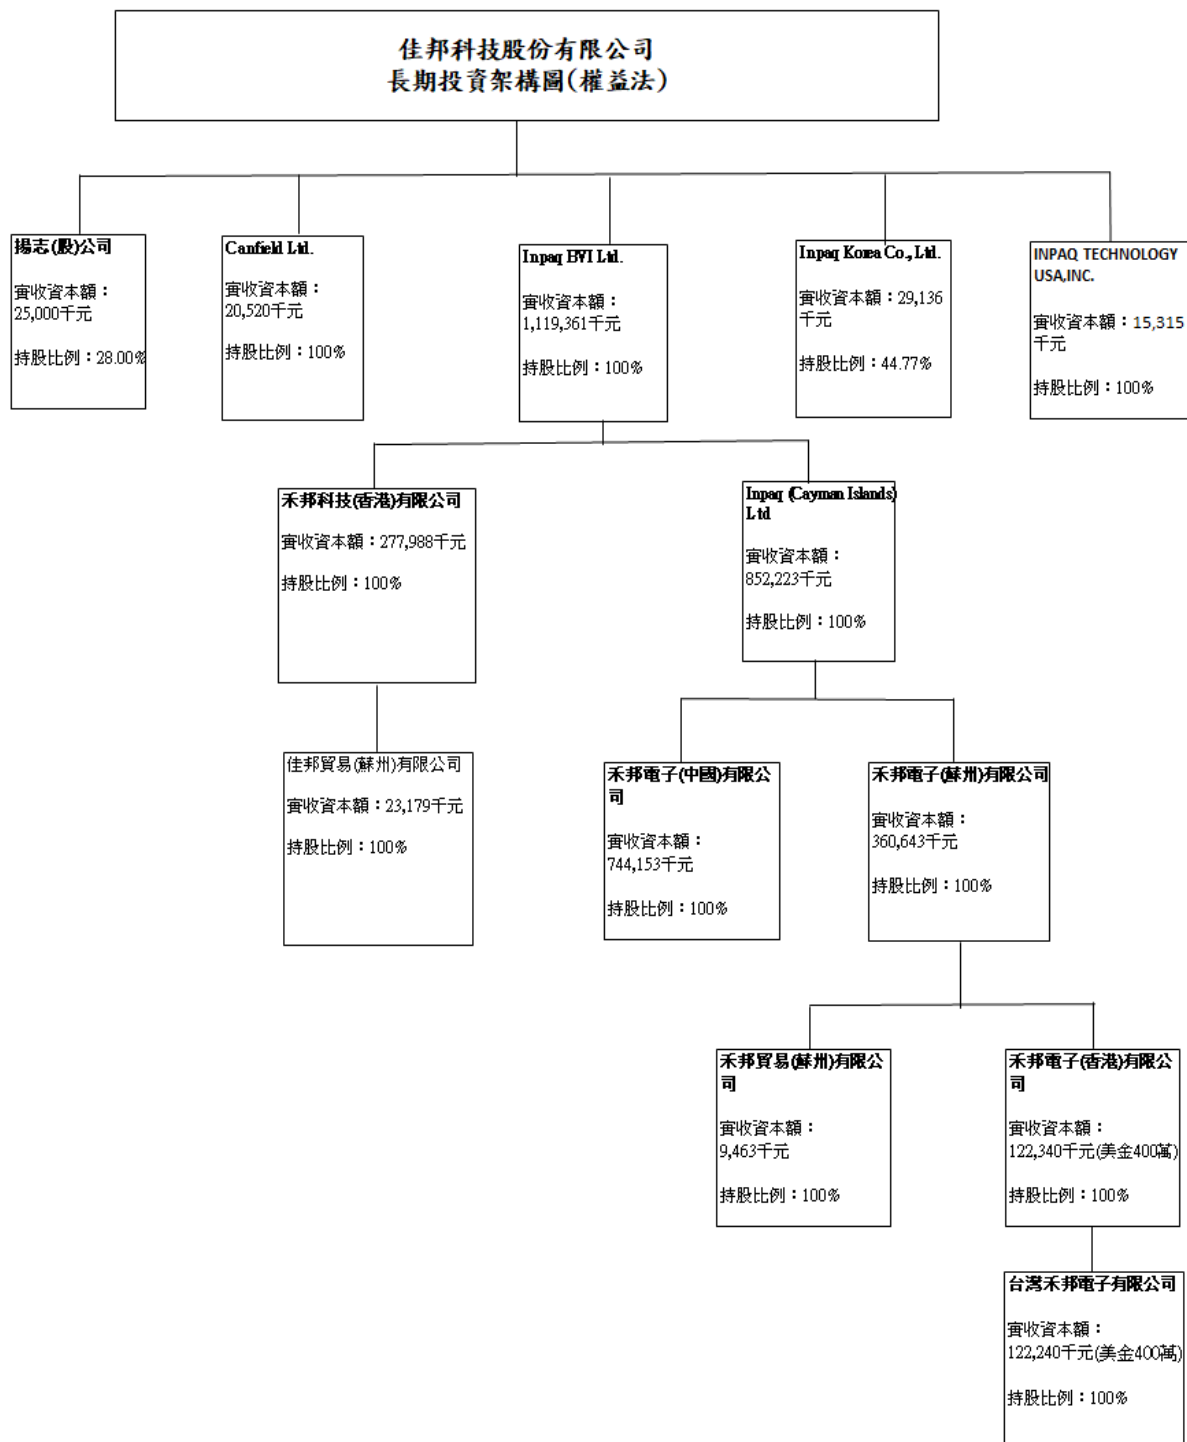 佳邦科技股份有限公司
長期投資架構圖(權益法)
揚志(股)公司
實收資本額：
25,000千元
持股比例：28.00%
Canfield Ltd.
實收資本額：
20,520千元
持股比例：100%
Inpaq BVI Ltd.
實收資本額：
1,119,361千元
持股比例：100%
Inpaq Korea Co., Ltd.
實收資本額：29,136
千元
持股比例：44.77%
INPAQ TECHNOLOGY
USA,INC.
實收資本額：15,315
千元
持股比例：100%
禾邦科技(香港)有限公司
實收資本額：277,988千元
持股比例：100%
Inpaq (Cayman Islands)
Ltd
實收資本額：
852,223千元
持股比例：100%
佳邦貿易(蘇州)有限公司
實收資本額：23,179千元
持股比例：100%
禾邦電子(中國)有限公
司
實收資本額：
744,153千元
持股比例：100%
禾邦電子(蘇州)有限公司
實收資本額：
360,643千元
持股比例：100%
禾邦貿易(蘇州)有限公
司
實收資本額：
9,463千元
持股比例：100%
禾邦電子(香港)有限公
司
實收資本額：
122,340千元(美金400萬)
持股比例：100%
台灣禾邦電子有限公司
實收資本額：
122,240千元(美金400萬)
持股比例：100%